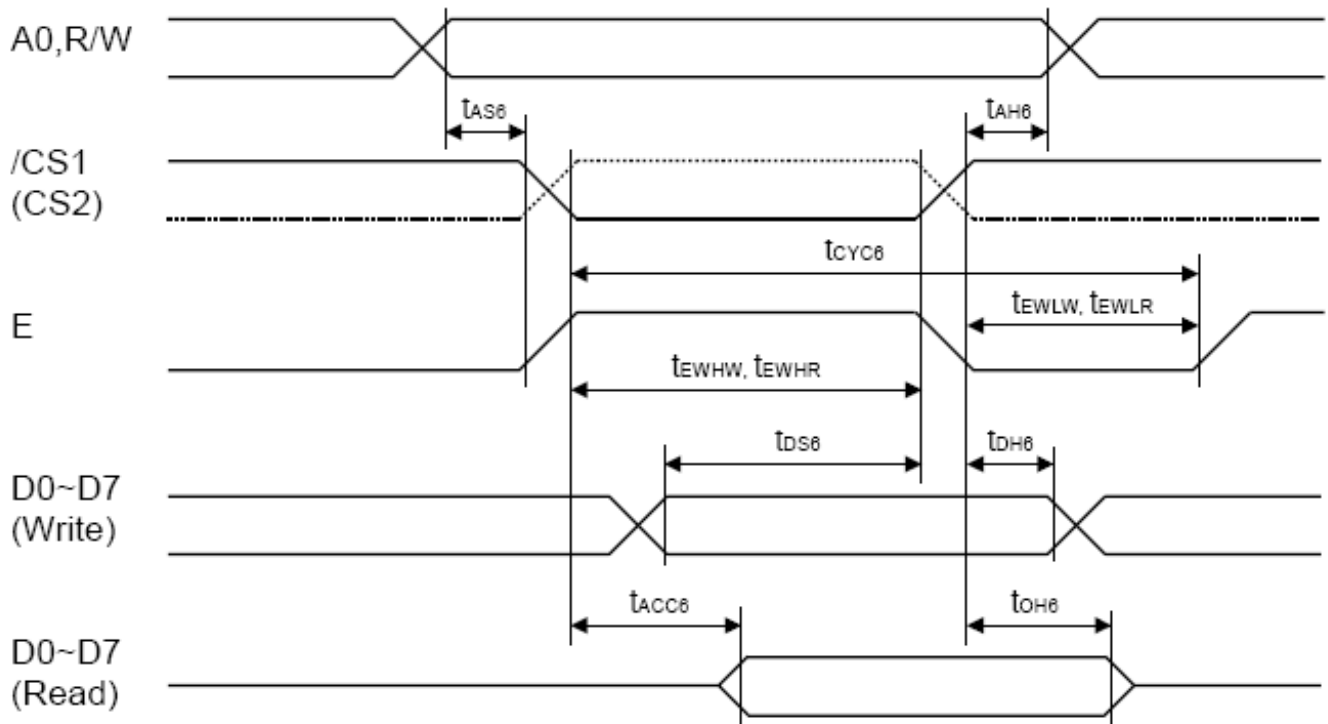 A0,R/W
tAS6
tAH6
/CS1
(CS2)
tCYC6
tEWLW, tEWLR
E
tEWHW, tEWHR
tDS6
tDH6
D0~D7
(Write)
tACC6
tOH6
D0~D7
(Read)